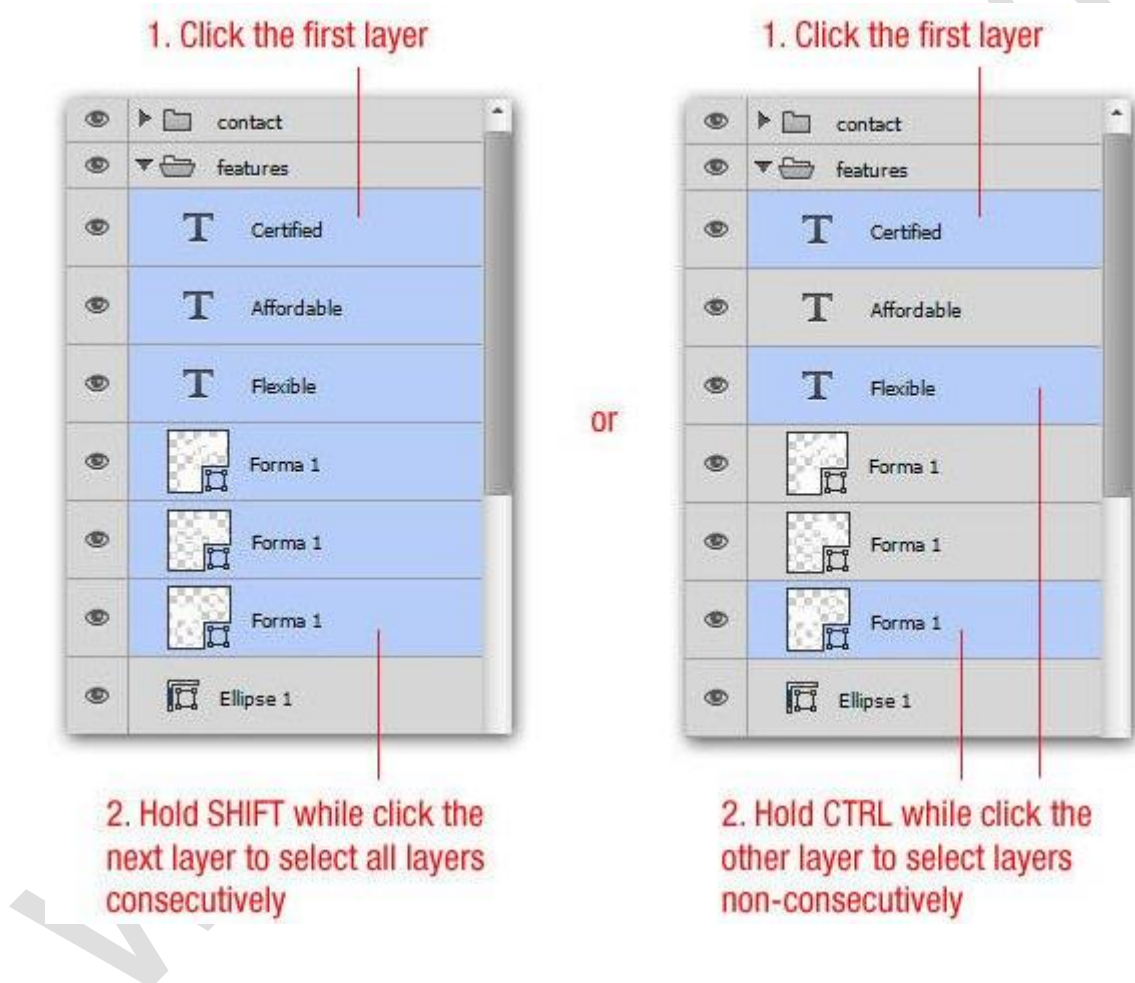 1. Click the first layer
contact
features
T Certified
T Affordable
T Flexible
Forma 1
Forma 1
Forma 1
Ellipse 1
2. Hold SHIFT while click the
next layer to select all layers
consecutively
or
1. Click the first layer
contact
features
T Certified
T Affordable
T Flexible
Forma 1
Forma 1
Forma 1
Ellipse 1
2. Hold CTRL while click the
other layer to select layers
non-consecutively